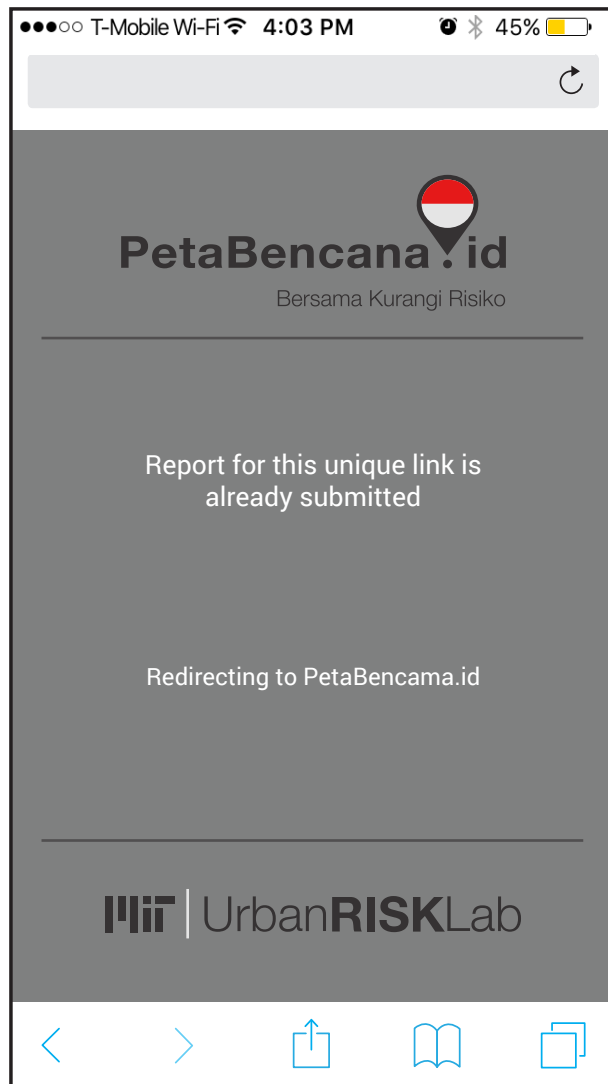 T-Mobile Wi-Fi 4:03 PM 45%
PetaBencana.id
Bersama Kurangi Risiko
Report for this unique link is
already submitted
Redirecting to PetaBencama.id
MIT UrbanRISKLab